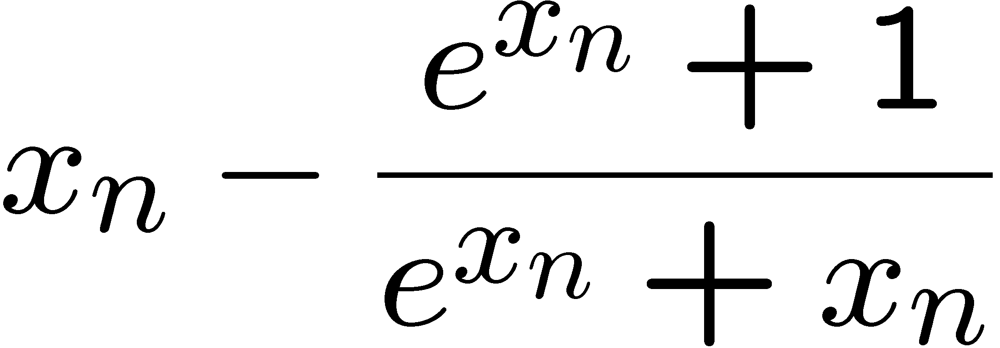 x_n - \frac{e^{x_n} + 1}{e^{x_n} + x_n}